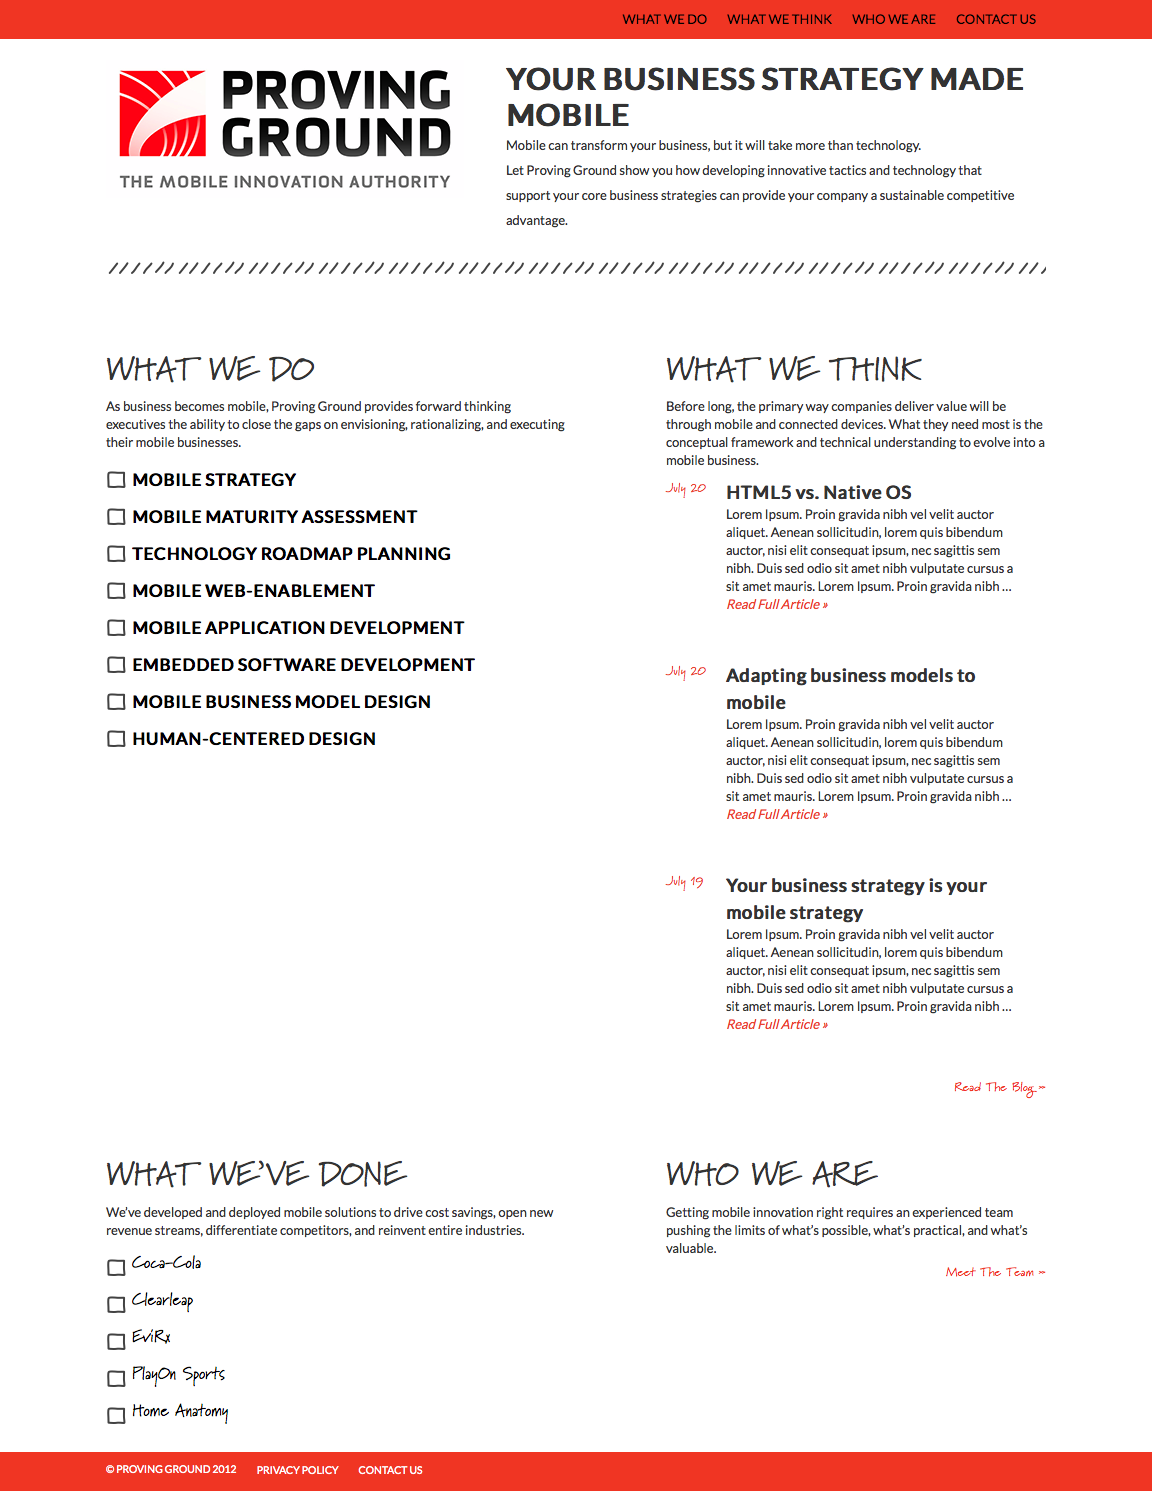 WHAT WE DO WHAT WE THINK WHO WE ARE CONTACT US
PROVING
GROUND
THE MOBILE INNOVATION AUTHORITY
YOUR BUSINESS STRATEGY MADE
MOBILE
Mobile can transform your business, but it will take more than technology.
Let Proving Ground show you how developing innovative tactics and technology that
support your core business strategies can provide your company a sustainable competitive
advantage.
WHAT WE DO
As business becomes mobile, Proving Ground provides forward thinking
executives the ability to close the gaps on envisioning, rationalizing, and executing
their mobile businesses.
MOBILE STRATEGY
MOBILE MATURITY ASSESSMENT
TECHNOLOGY ROADMAP PLANNING
MOBILE WEB-ENABLEMENT
MOBILE APPLICATION DEVELOPMENT
EMBEDDED SOFTWARE DEVELOPMENT
MOBILE BUSINESS MODEL DESIGN
HUMAN-CENTERED DESIGN
WHAT WE THINK
Before long, the primary way companies deliver value will be
through mobile and connected devices. What they need most is the
conceptual framework and technical understanding to evolve into a
mobile business.
July 20
HTML5 vs. Native OS
Lorem Ipsum. Proin gravida nibh vel velit auctor
aliquet. Aenean sollicitudin, lorem quis bibendum
auctor, nisi elit consequat ipsum, nec sagittis sem
nibh. Duis sed odio sit amet nibh vulputate cursus a
sit amet mauris. Lorem Ipsum. Proin gravida nibh ...
Read Full Article »
July 20
Adapting business models to
mobile
Lorem Ipsum. Proin gravida nibh vel velit auctor
aliquet. Aenean sollicitudin, lorem quis bibendum
auctor, nisi elit consequat ipsum, nec sagittis sem
nibh. Duis sed odio sit amet nibh vulputate cursus a
sit amet mauris. Lorem Ipsum. Proin gravida nibh ...
Read Full Article »
July 19
Your business strategy is your
mobile strategy
Lorem Ipsum. Proin gravida nibh vel velit auctor
aliquet. Aenean sollicitudin, lorem quis bibendum
auctor, nisi elit consequat ipsum, nec sagittis sem
nibh. Duis sed odio sit amet nibh vulputate cursus a
sit amet mauris. Lorem Ipsum. Proin gravida nibh ...
Read Full Article »
Read The Blog »
WHAT WE'VE DONE
We've developed and deployed mobile solutions to drive cost savings, open new
revenue streams, differentiate competitors, and reinvent entire industries.
Coca-Cola
Clearleap
EviRx
PlayOn Sports
Home Anatomy
WHO WE ARE
Getting mobile innovation right requires an experienced team
pushing the limits of what's possible, what's practical, and what's
valuable.
Meet The Team »
© PROVING GROUND 2012 PRIVACY POLICY CONTACT US